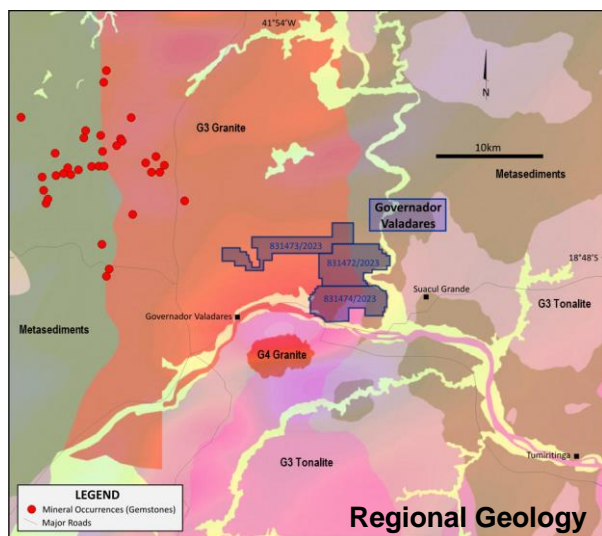 41°54'W
G3 Granite
N
10km
Metasediments
Governador
Valadares
831473/2023
831472/2023
18°48'S
831474/2023
Suacul Grande
G3 Tonalite
Governador Valadares
Metasediments
G4 Granite
G3 Tonalite
Tumiritinga
LEGEND
Mineral Occurrences (Gemstones)
Major Roads
Regional Geology